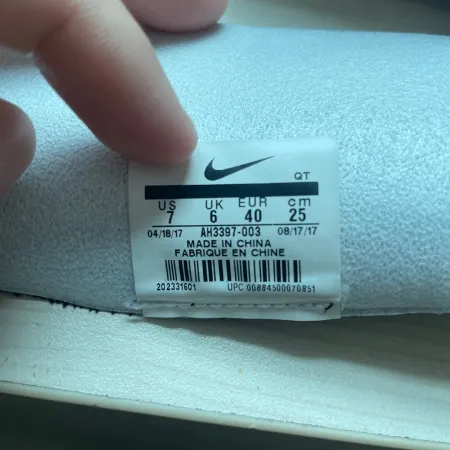 QT
US UK EUR cm
7 6 40 25
04/18/17 AH3397-003 08/17/17
MADE IN CHINA
FABRIQUE EN CHINE
202331601 UPC 00884500070851